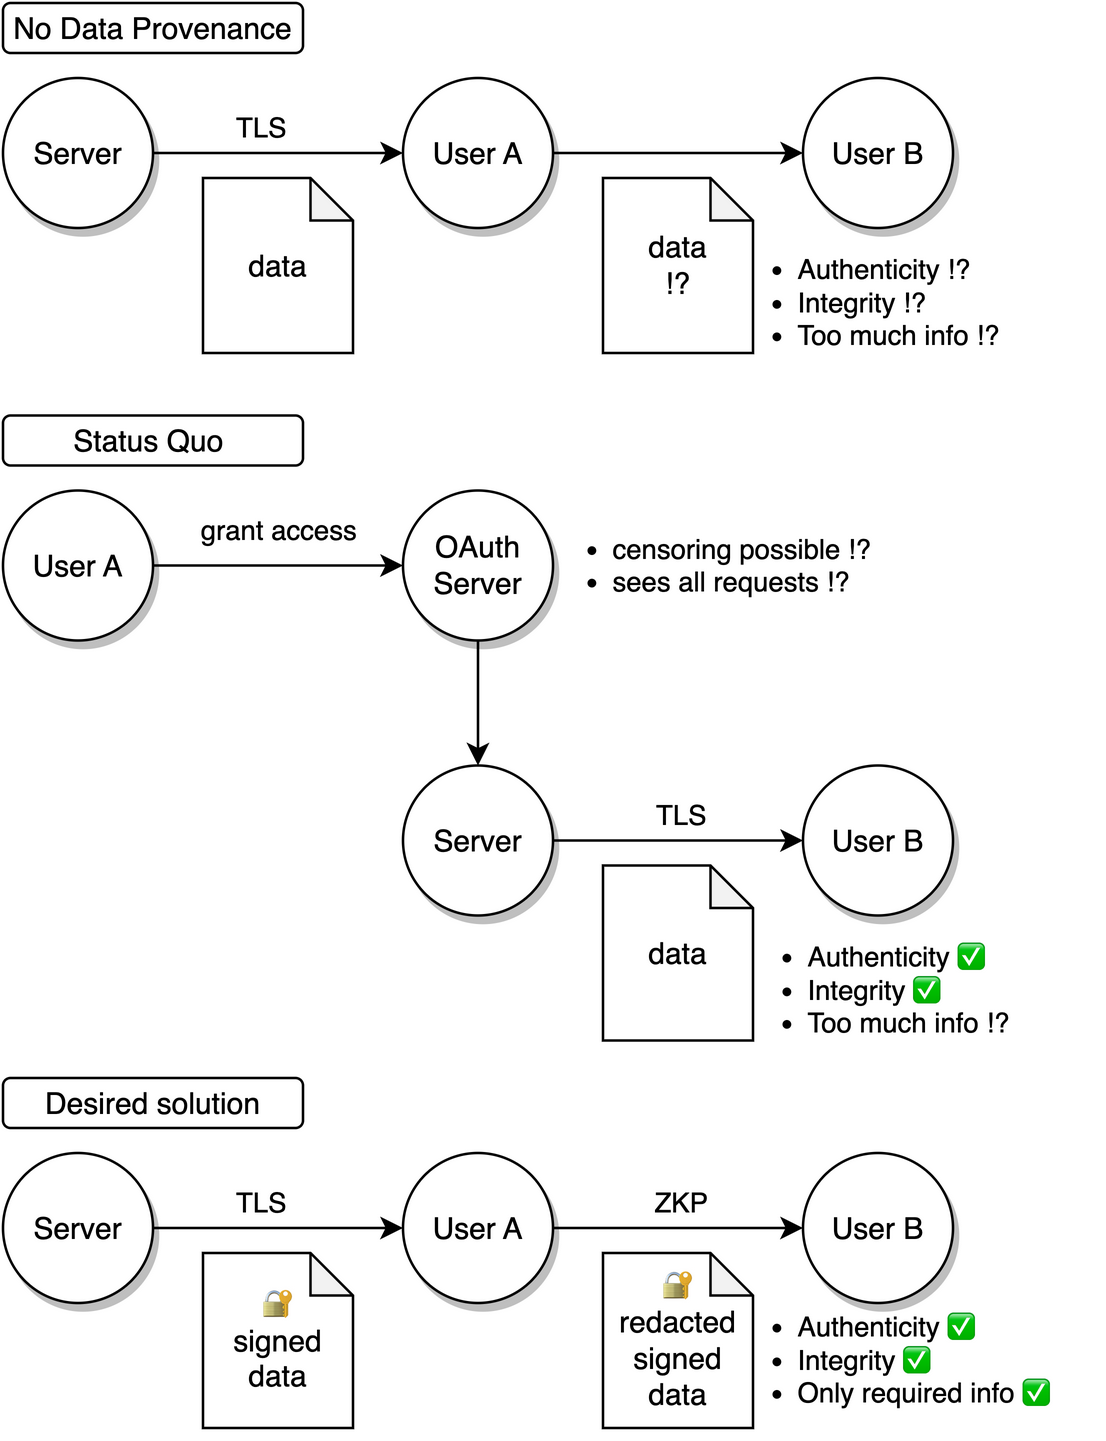 No Data Provenance
Server
TLS
User A
User B
data
data
!?
• Authenticity !?
• Integrity !?
• Too much info !?
Status Quo
User A
grant access
OAuth
Server
• censoring possible !?
• sees all requests !?
Server
TLS
User B
data
• Authenticity ✅
• Integrity ✅
• Too much info !?
Desired solution
Server
TLS
User A
ZKP
User B
🔐
signed
data
🔐
redacted
signed
data
• Authenticity ✅
• Integrity ✅
• Only required info ✅